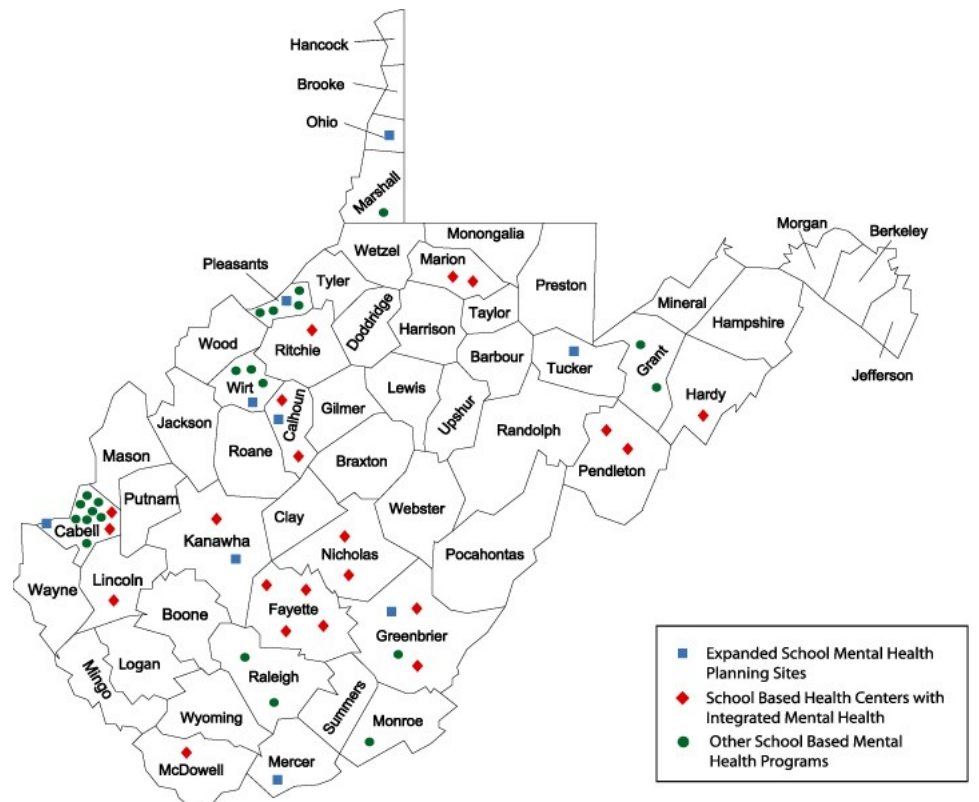 Hancock
Brooke
Ohio
Marshall
Morgan
Berkeley
Wetzel
Monongalia
Marion
Pleasants
Tyler
Preston
Mineral
Doddridge
Harrison
Taylor
Hampshire
Wood
Ritchie
Barbour
Tucker
Grant
Jefferson
Wirt
Calhoun
Gilmer
Lewis
Upshur
Hardy
Jackson
Randolph
Roane
Mason
Braxton
Pendleton
Putnam
Webster
Clay
Cabell
Kanawha
Nicholas
Pocahontas
Wayne
Lincoln
Boone
Fayette
Greenbrier
Mingo
Logan
Raleigh
Summers
Wyoming
Monroe
McDowell
Mercer
Expanded School Mental Health
Planning Sites
School Based Health Centers with
Integrated Mental Health
Other School Based Mental
Health Programs